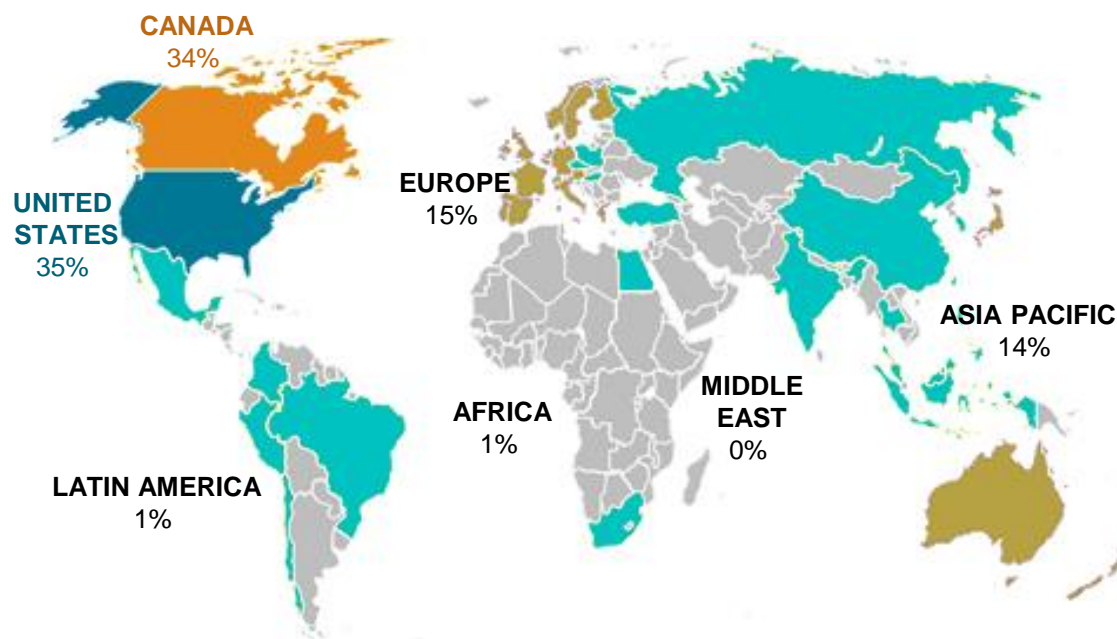 CANADA
34%
UNITED
STATES
35%
EUROPE
15%
ASIA PACIFIC
14%
MIDDLE
EAST
0%
AFRICA
1%
LATIN AMERICA
1%